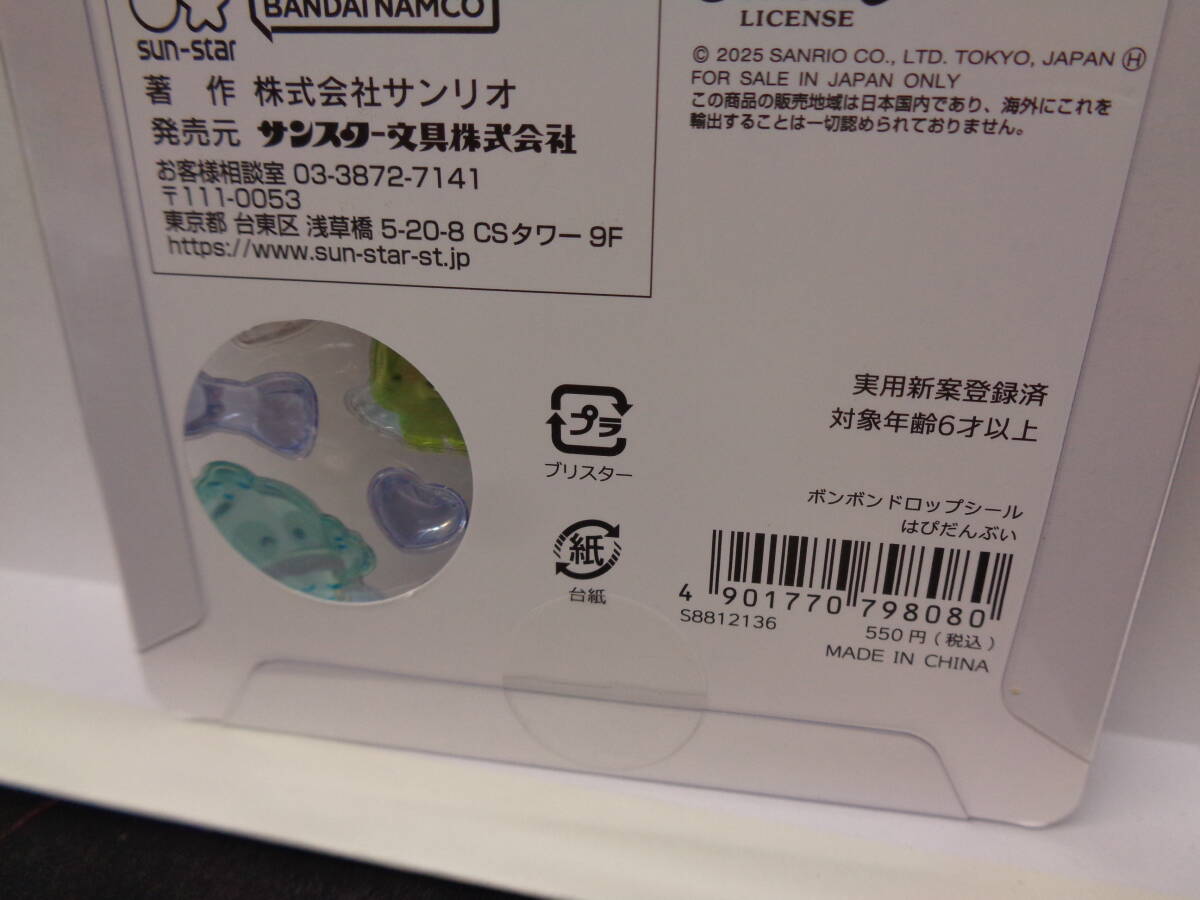 BANDAI NAMCO
sun-star
著 作 株式会社サンリオ
発売元 サンスター文具株式会社
お客様相談室 03-3872-7141
〒111-0053
東京都 台東区 浅草橋 5-20-8 CSタワー 9F
https://www.sun-star-st.jp
LICENSE
© 2025 SANRIO CO., LTD. TOKYO, JAPAN Ⓗ
FOR SALE IN JAPAN ONLY
この商品の販売地域は日本国内であり、海外にこれを
輸出することは一切認められておりません。
プラ
ブリスター
紙
台紙
実用新案登録済
対象年齢6才以上
ボンボンドロップシール
はぴだんぶい
4 901770 798080
S8812136
550円(税込)
MADE IN CHINA